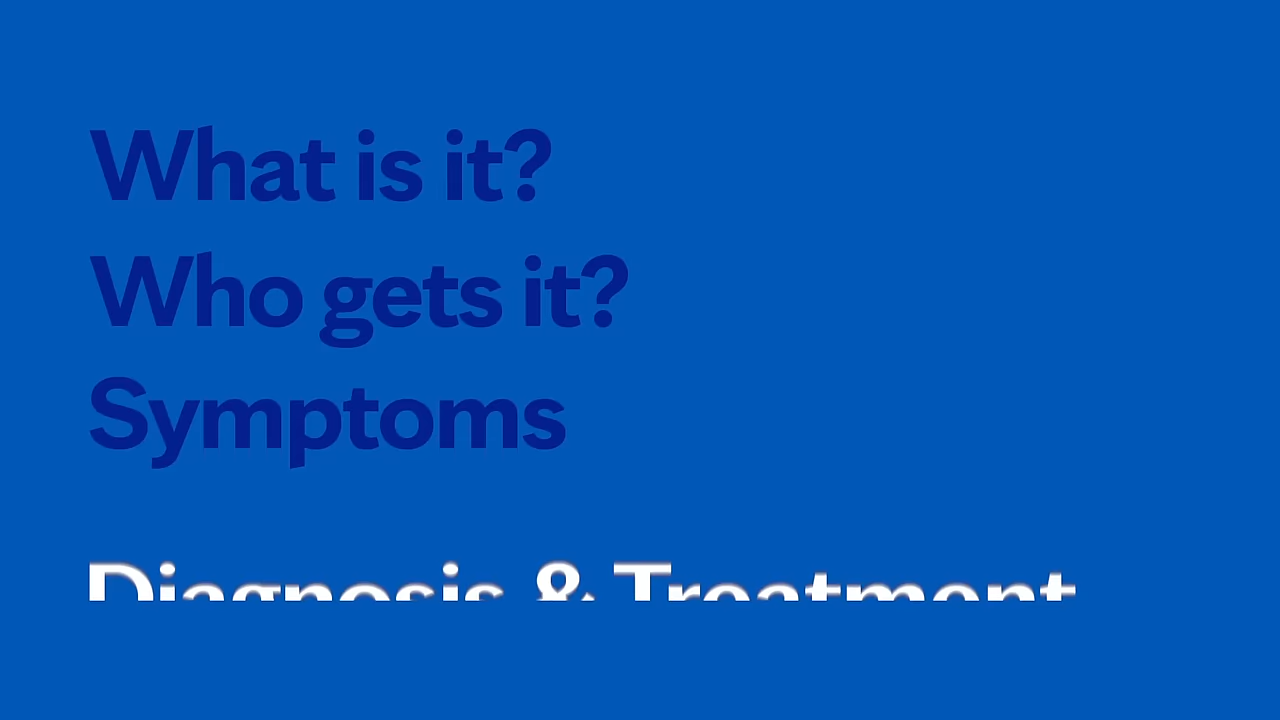 What is it?
Who gets it?
Symptoms
Diagnosis & Treatment